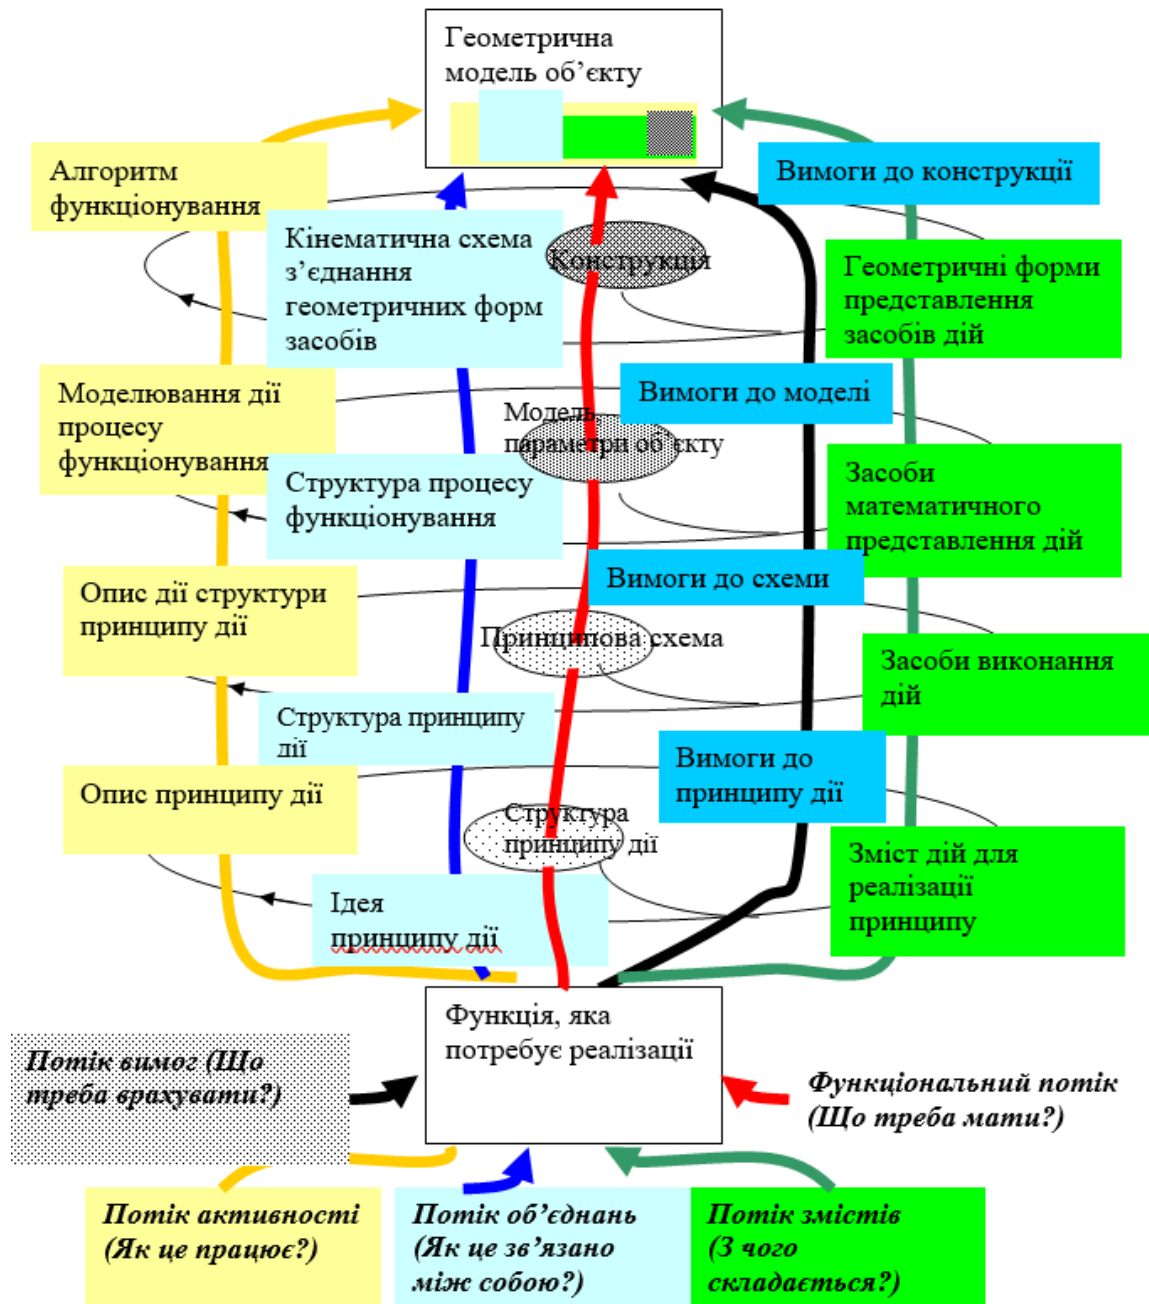 Геометрична
модель об’єкту
Алгоритм
функціонування
Вимоги до конструкції
Кінематична схема
з’єднання
геометричних форм
засобів
Конструкція
Геометричні форми
представлення
засобів дій
Моделювання дії
процесу
функціонування
Вимоги до моделі
Модель,
параметри об’єкту
Структура процесу
функціонування
Засоби
математичного
представлення дій
Опис дії структури
принципу дії
Вимоги до схеми
Принципова схема
Засоби виконання
дій
Структура принципу
дії
Вимоги до
принципу дії
Опис принципу дії
Структура
принципу дії
Зміст дій для
реалізації
принципу
Ідея
принципу дії
Функція, яка
потребує реалізації
Потік вимог (Що
треба врахувати?)
Функціональний потік
(Що треба мати?)
Потік активності
(Як це працює?)
Потік об’єднань
(Як це зв’язано
між собою?)
Потік змістів
(З чого
складається?)